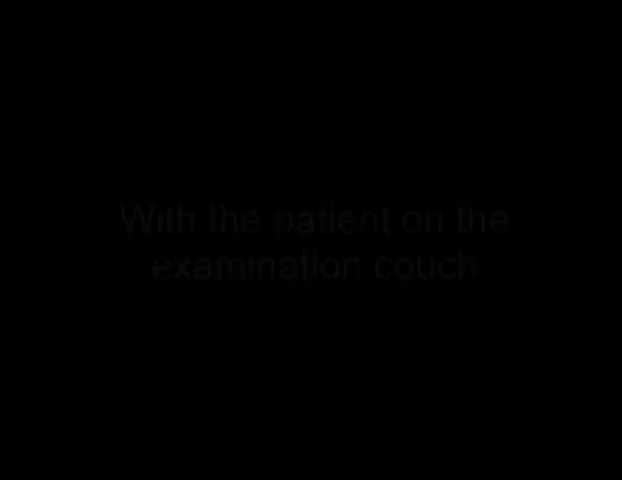 With the patient on the
examination couch